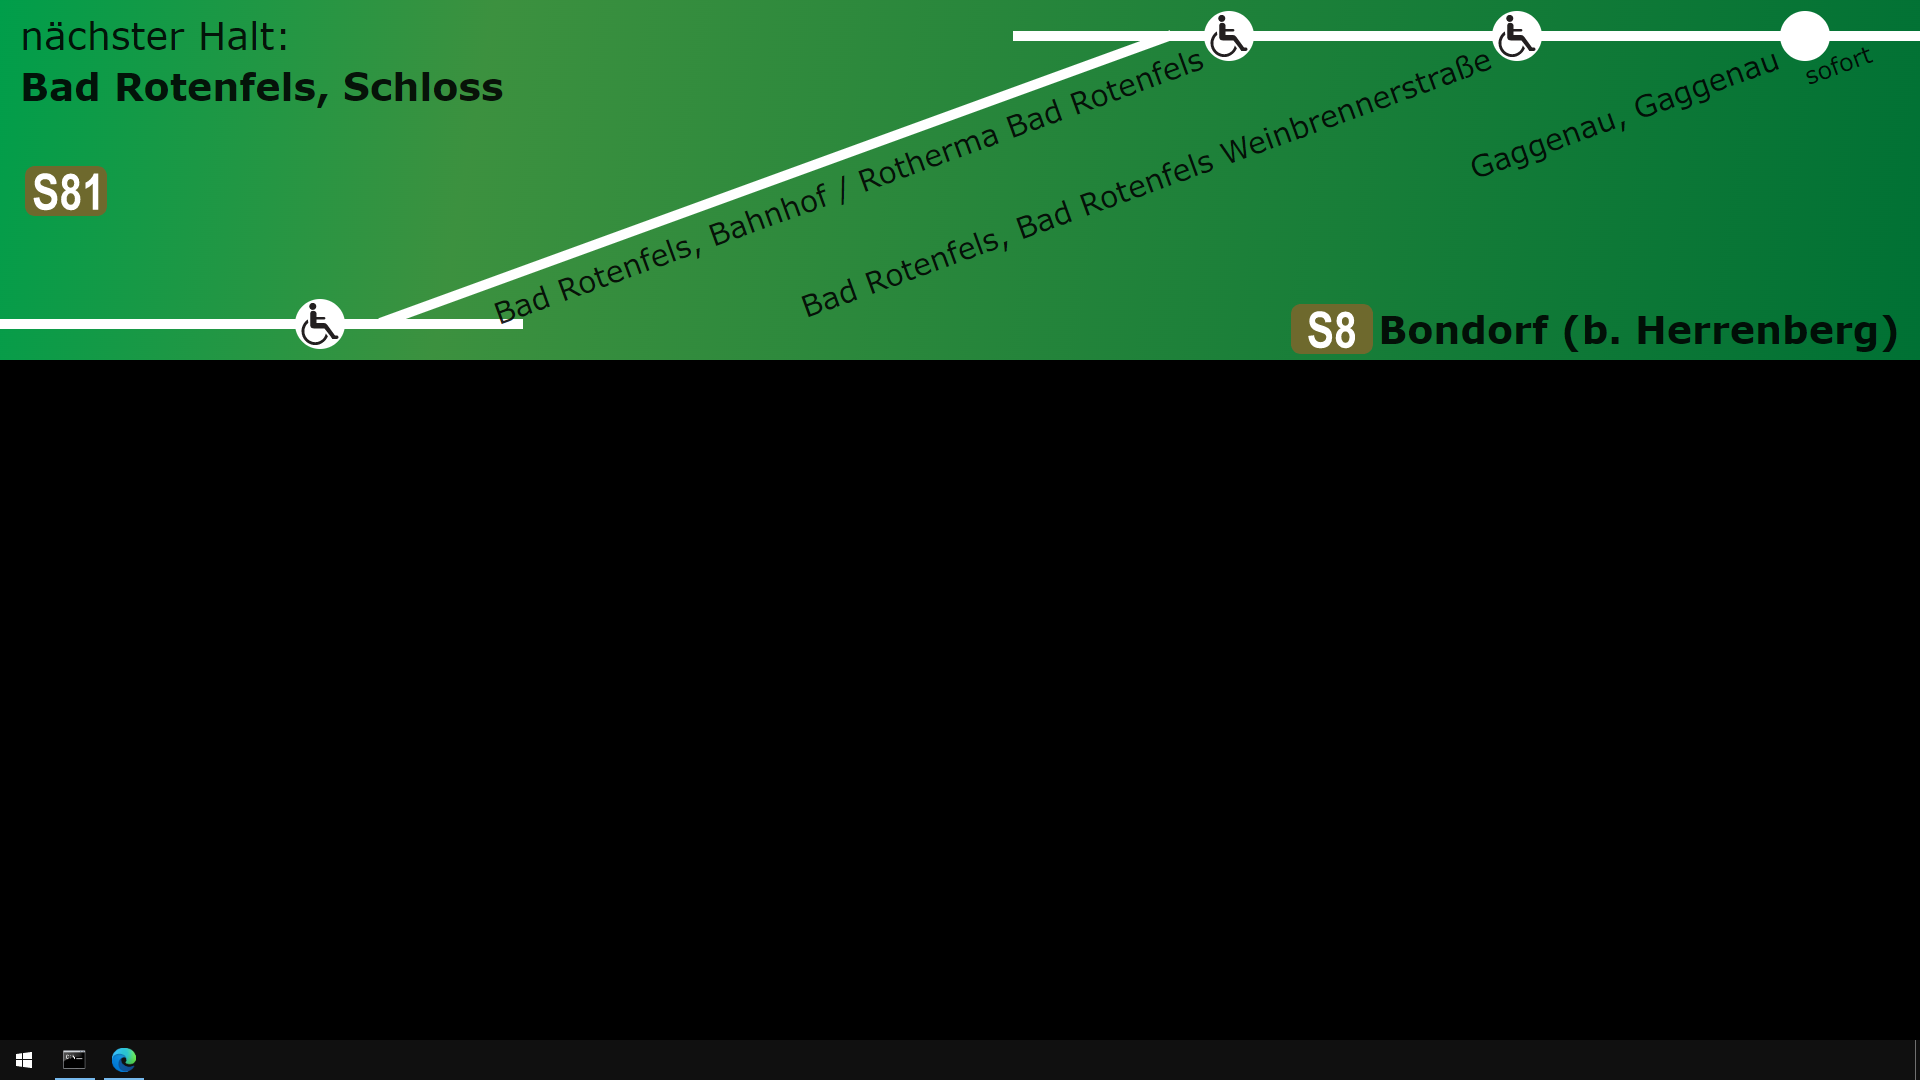 nächster Halt:
Bad Rotenfels, Schloss
S81
Bad Rotenfels, Bahnhof / Rotherma Bad Rotenfels
Bad Rotenfels, Bad Rotenfels Weinbrennerstraße
Gaggenau, Gaggenau
sofort
S8 Bondorf (b. Herrenberg)